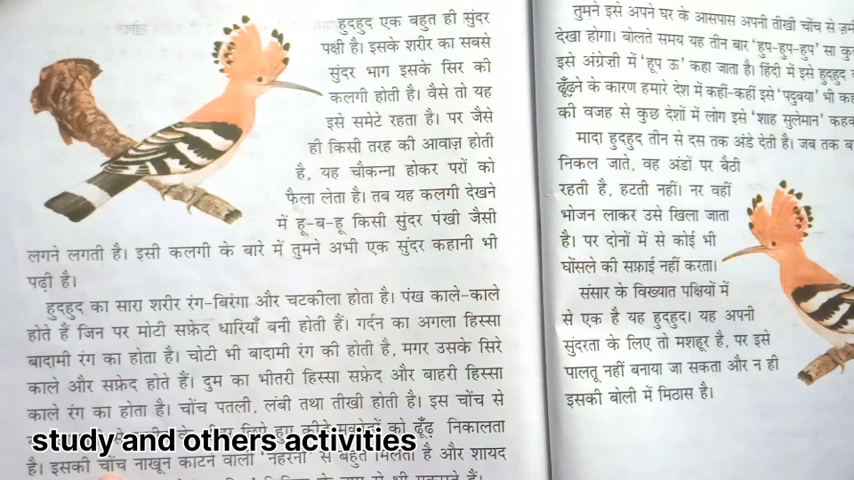 हुदहुद एक बहुत ही सुंदर
पक्षी है। इसके शरीर का सबसे
सुंदर भाग इसके सिर की
कलगी होती है। वैसे तो यह
इसे समेटे रहता है। पर जैसे
ही किसी तरह की आवाज़ होती
है, यह चौकन्ना होकर परों को
फैला लेता है। तब यह कलगी देखने
में हू-ब-हू किसी सुंदर पंखी जैसी
लगने लगती है। इसी कलगी के बारे में तुमने अभी एक सुंदर कहानी भी
पढ़ी है।
हुदहुद का सारा शरीर रंग-बिरंगा और चटकीला होता है। पंख काले-काले
होते हैं जिन पर मोटी सफ़ेद धारियाँ बनी होती हैं। गर्दन का अगला हिस्सा
बादामी रंग का होता है। चोटी भी बादामी रंग की होती है, मगर उसके सिरे
काले और सफ़ेद होते हैं। दुम का भीतरी हिस्सा सफ़ेद और बाहरी हिस्सा
काले रंग का होता है। चोंच पतली, लंबी तथा तीखी होती है। इस चोंच से
को ढूँढ़ निकालता
है। इसकी चोंच नाखून काटने वाली 'नहरनी' से बहुत मिलती है और शायद
study and others activities
तुमने इसे अपने घर के आसपास अपनी तीखी चोंच से
देखा होगा। बोलते समय यह तीन बार 'हुप-हुप-हुप' सा
इसे अंग्रेज़ी में 'हूप ऊ' कहा जाता है। हिंदी में इसे हुदहुद
ढूँढ़ने के कारण हमारे देश में कहीं-कहीं इसे 'पदुबया' भी
की वजह से कुछ देशों में लोग इसे 'शाह सुलेमान'
मादा हुदहुद तीन से दस तक अंडे देती है। जब तक
निकल जाते, वह अंडों पर बैठी
रहती है, हटती नहीं। नर वहीं
भोजन लाकर उसे खिला जाता
है। पर दोनों में से कोई भी
घोंसले की सफ़ाई नहीं करता।
संसार के विख्यात पक्षियों में
से एक है यह हुदहुद। यह अपनी
सुंदरता के लिए तो मशहूर है, पर इसे
पालतू नहीं बनाया जा सकता और न ही
इसकी बोली में मिठास है।